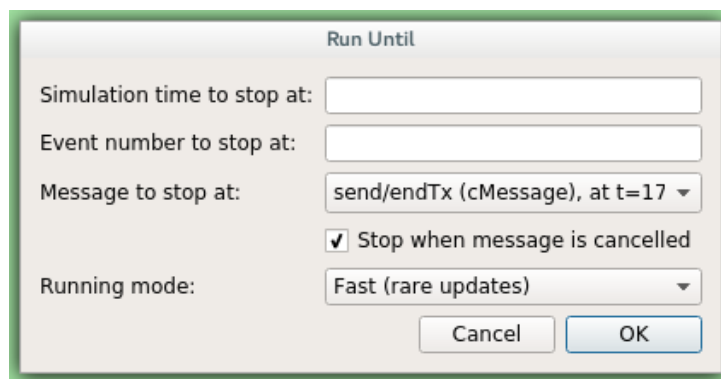 Run Until
Simulation time to stop at:
Event number to stop at:
Message to stop at: send/endTx (cMessage), at t=17
Stop when message is cancelled
Running mode: Fast (rare updates)
Cancel OK